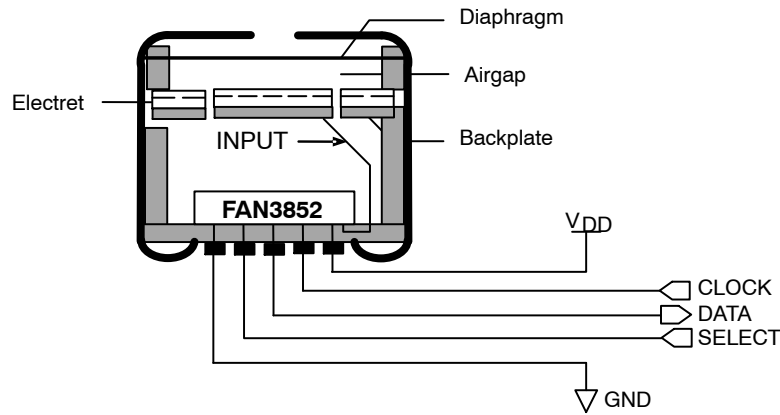 Diaphragm
Airgap
Electret
INPUT
Backplate
FAN3852
VDD
CLOCK
DATA
SELECT
GND